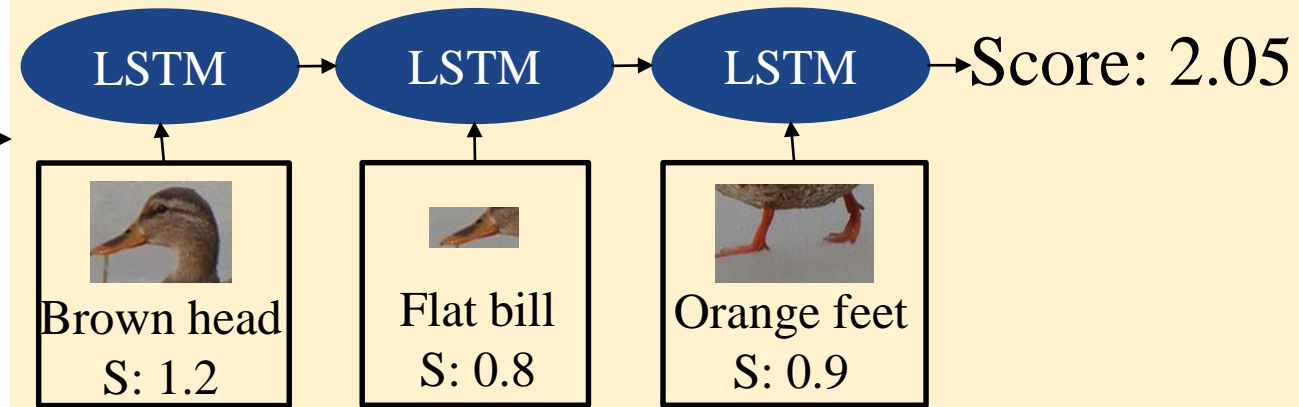 LSTM LSTM LSTM Score: 2.05
Brown head
S: 1.2
Flat bill
S: 0.8
Orange feet
S: 0.9